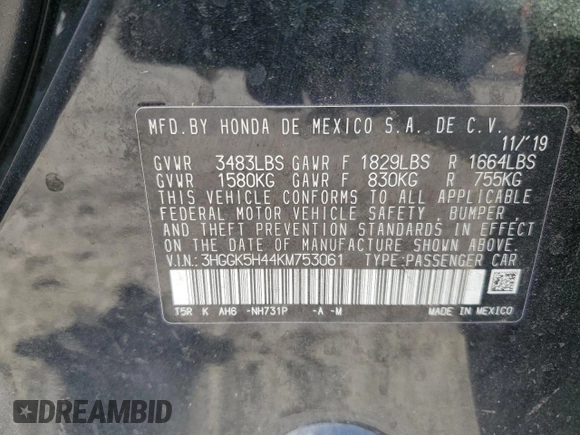 MFD.BY HONDA DE MEXICO S.A. DE C.V.
11/'19
GVWR 3483LBS GAWR F 1829LBS R 1664LBS
GVWR 1580KG GAWR F 830KG R 755KG
THIS VEHICLE CONFORMS TO ALL APPLICABLE
FEDERAL MOTOR VEHICLE SAFETY, BUMPER,
AND THEFT PREVENTION STANDARDS IN EFFECT
ON THE DATE OF MANUFACTURE SHOWN ABOVE.
V.I.N.: 3HGGK5H44KM753061 TYPE:PASSENGER CAR
T5R K AH6 -NH731P -A -M MADE IN MEXICO
DREAMBID